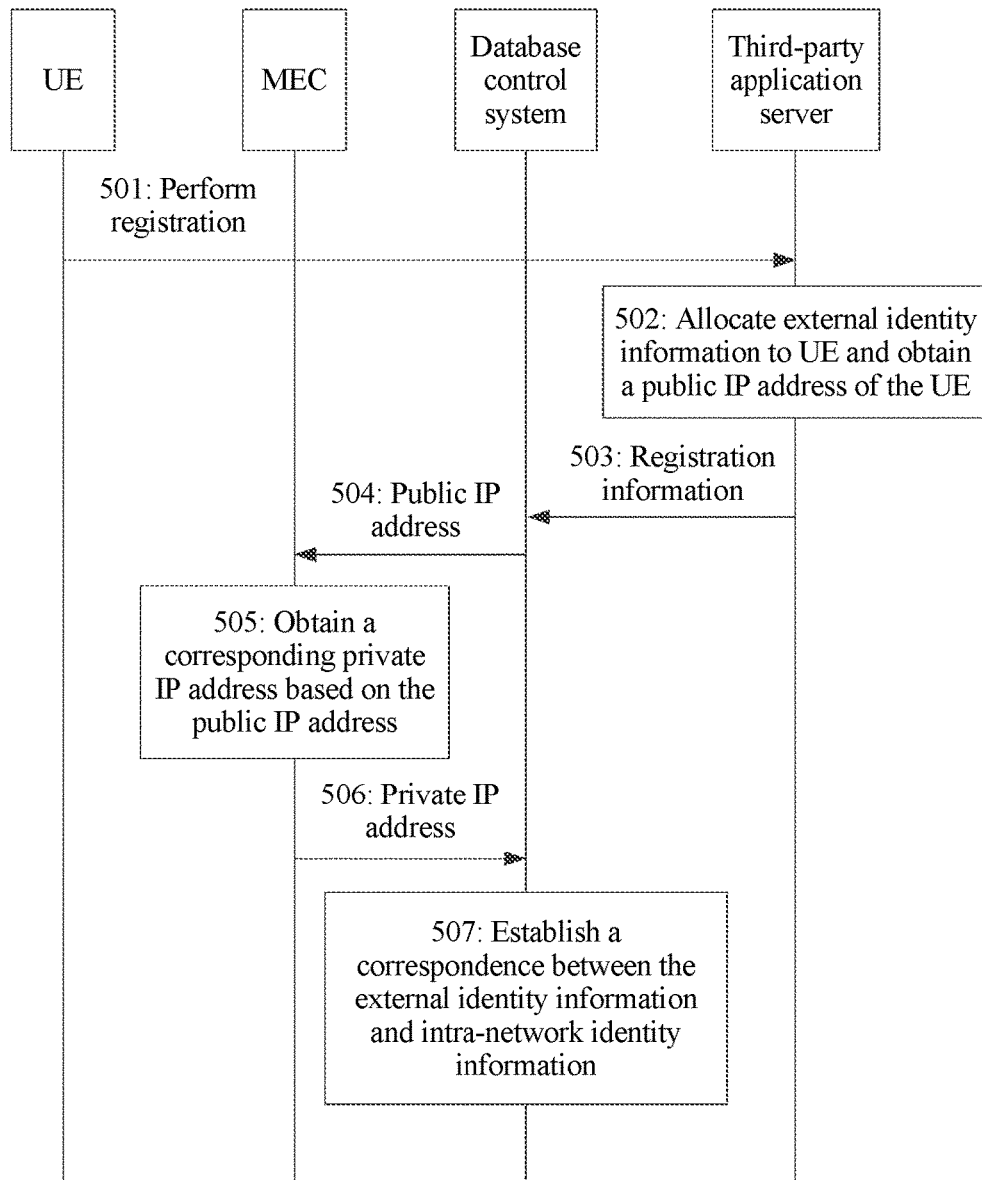 UE
MEC
Database
control
system
Third-party
application
server
501: Perform
registration
502: Allocate external identity
information to UE and obtain
a public IP address of the UE
503: Registration
information
504: Public IP
address
505: Obtain a
corresponding private
IP address based on the
public IP address
506: Private IP
address
507: Establish a
correspondence between the
external identity information
and intra-network identity
information